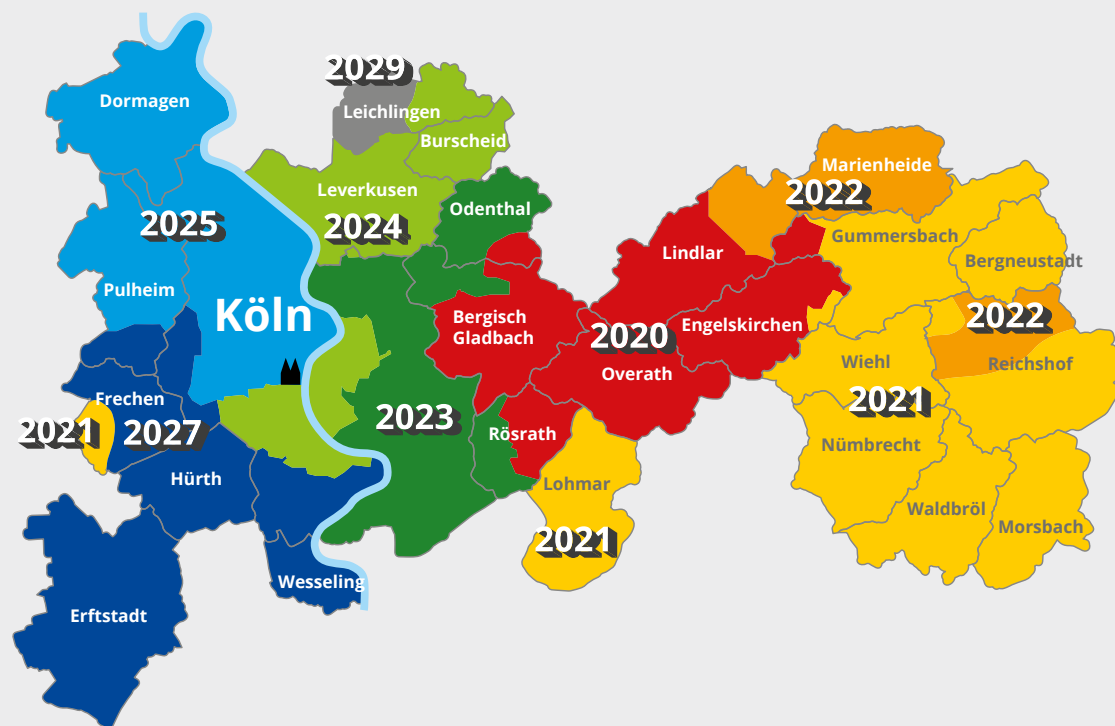 2029
Dormagen
Leichlingen
Burscheid
Marienheide
Leverkusen
2022
Odenthal
2025
2024
Gummersbach
Lindlar
Bergneustadt
Pulheim
Köln
Bergisch
Gladbach
Engelskirchen
2022
2020
Wiehl
Reichshof
Overath
Frechen
2021
2023
2021
2027
Rösrath
Nümbrecht
Hürth
Lohmar
Waldbröl
Morsbach
2021
Wesseling
Erftstadt